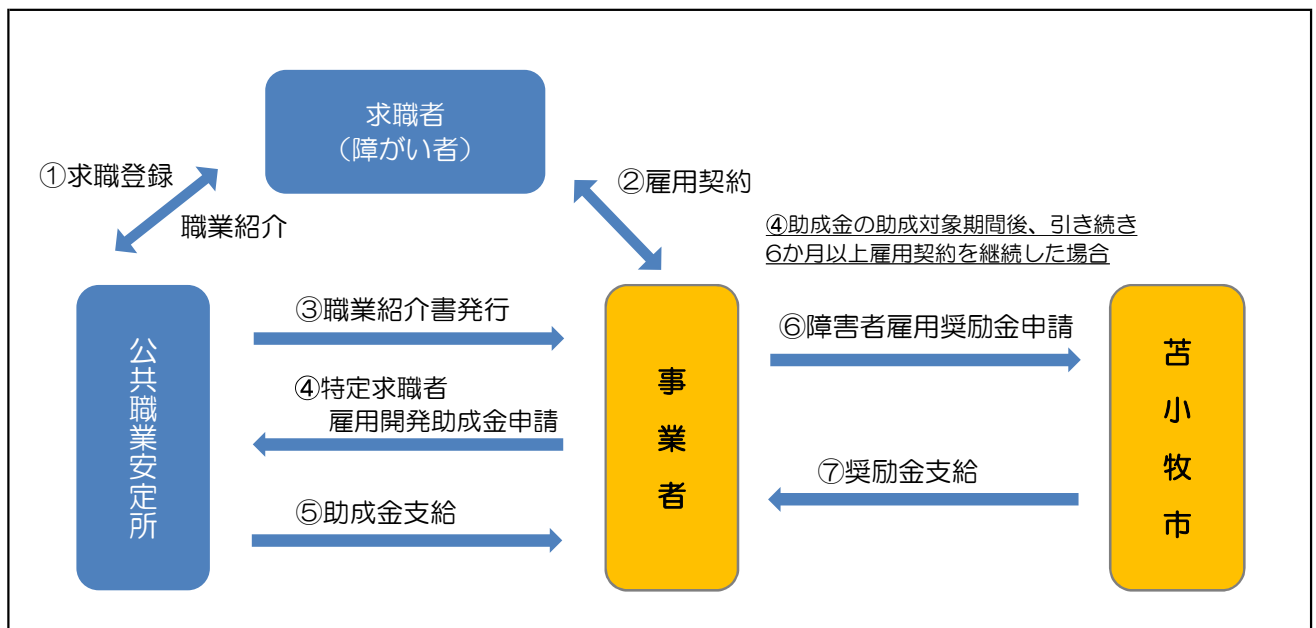 求職者
（障がい者）
①求職登録
職業紹介
②雇用契約
④助成金の助成対象期間後、引き続き
6か月以上雇用契約を継続した場合
公共職業安定所
③職業紹介書発行
④特定求職者
雇用開発助成金申請
⑤助成金支給
事業者
⑥障害者雇用奨励金申請
⑦奨励金支給
苫小牧市